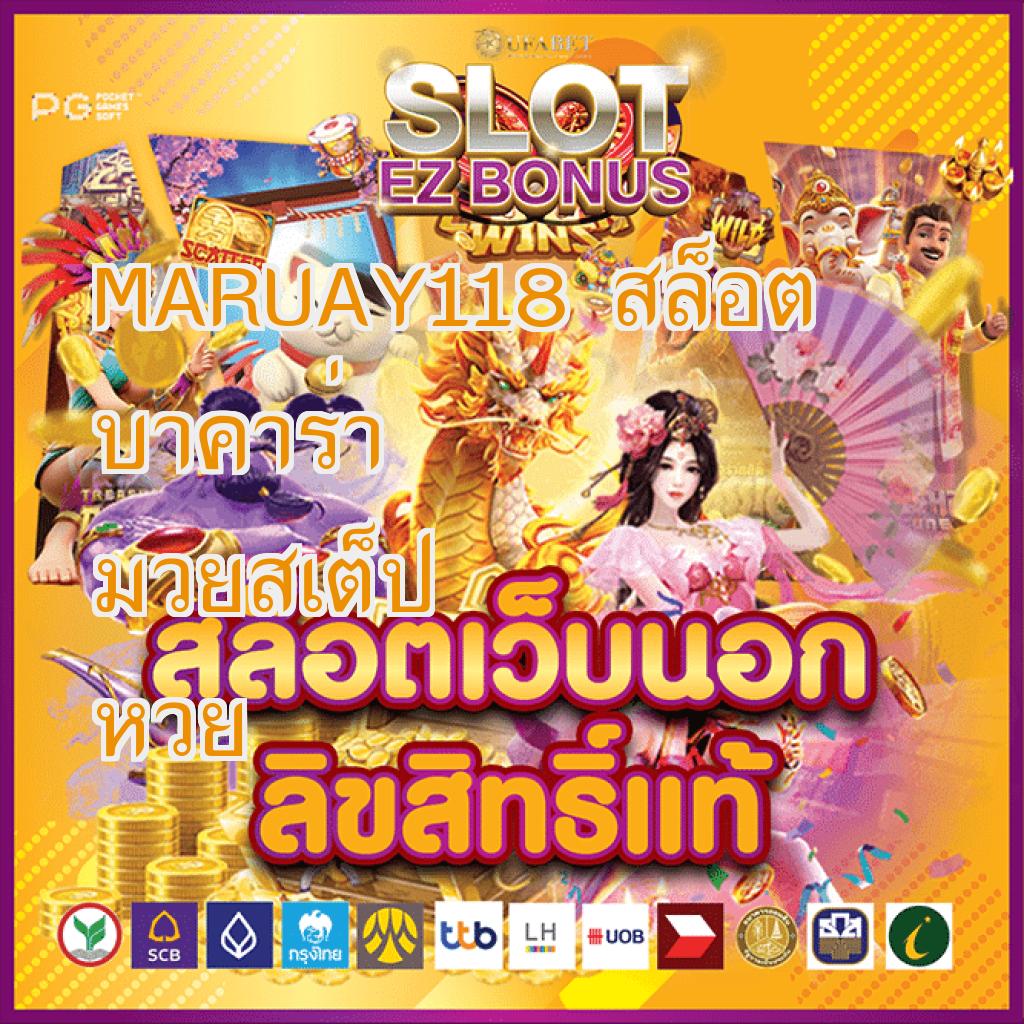 UFABET
PG POCKET GAMES SOFT
SLOT
EZ BONUS
WINS
SCATTER
WILD
MARUAY118 สล็อต
บาคาร่า
มวยสเต็ป
หวย
สล็อตเว็บนอก
ลิขสิทธิ์แท้
SCB
กรุงไทย
ttb
LH
UOB